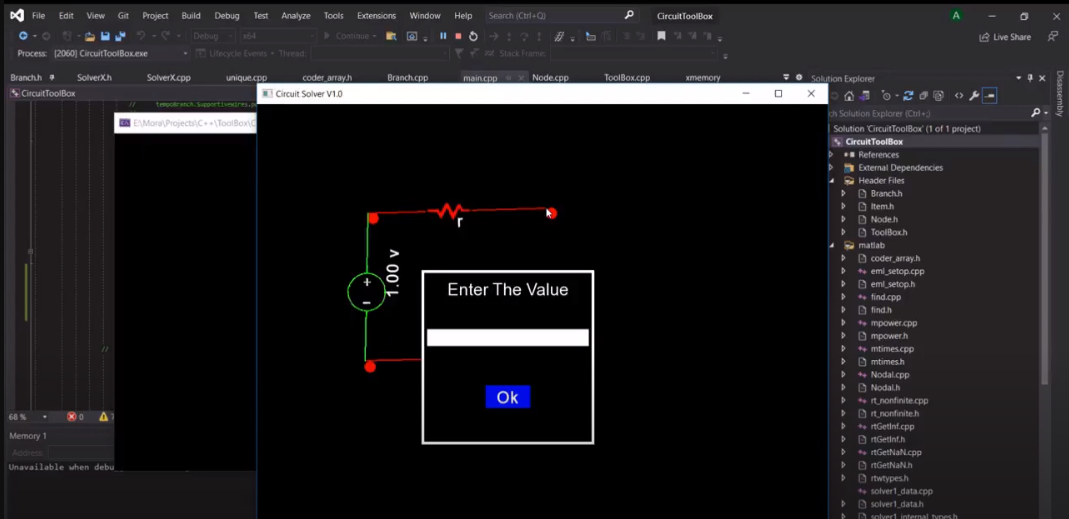 File Edit View Git Project Build Debug Test Analyze Tools Extensions Window Help Search (Ctrl+Q) CircuitToolBox A
Debug x64 Continue Live Share
Process: [2060] CircuitToolBox.exe Lifecycle Events Thread: Stack Frame:
Branch.h SolverX.h SolverX.cpp unique.cpp coder_array.h Branch.cpp main.cpp Node.cpp ToolBox.cpp xmemory Solution Explorer
CircuitToolBox
Circuit Solver V1.0
E:\Mora\Projects\C++\ToolBox\C
ch Solution Explorer (Ctrl+;)
Solution 'CircuitToolBox' (1 of 1 project)
CircuitToolBox
References
External Dependencies
Header Files
Branch.h
Item.h
Node.h
ToolBox.h
matlab
coder_array.h
eml_setop.cpp
eml_setop.h
find.cpp
find.h
mpower.cpp
mpower.h
mtimes.cpp
mtimes.h
Nodal.cpp
Nodal.h
rt_nonfinite.cpp
rt_nonfinite.h
rtGetInf.cpp
rtGetInf.h
rtGetNaN.cpp
rtGetNaN.h
rtwtypes.h
solver1_data.cpp
solver1_data.h
solver1_internal_types.h
Disassembly
r
1.00 v
+
−
Enter The Value
Ok
//
68 % 0
Memory 1
Address:
Unavailable when debu